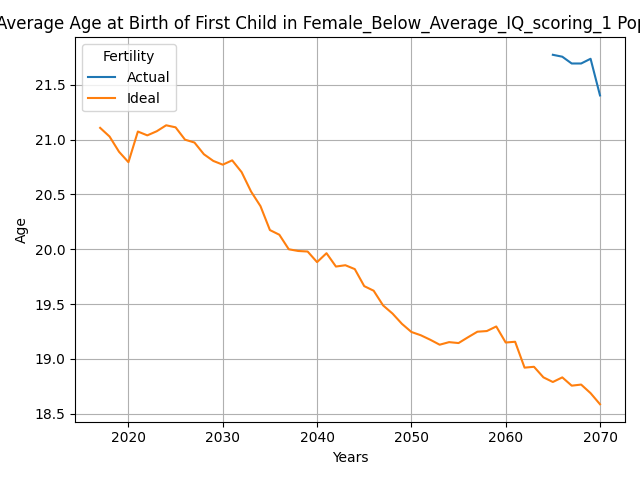 Average Age at Birth of First Child in Female_Below_Average_IQ_scoring_1 Pop
Fertility
Actual
Ideal
21.5
21.0
20.5
20.0
19.5
19.0
18.5
Age
2020 2030 2040 2050 2060 2070
Years